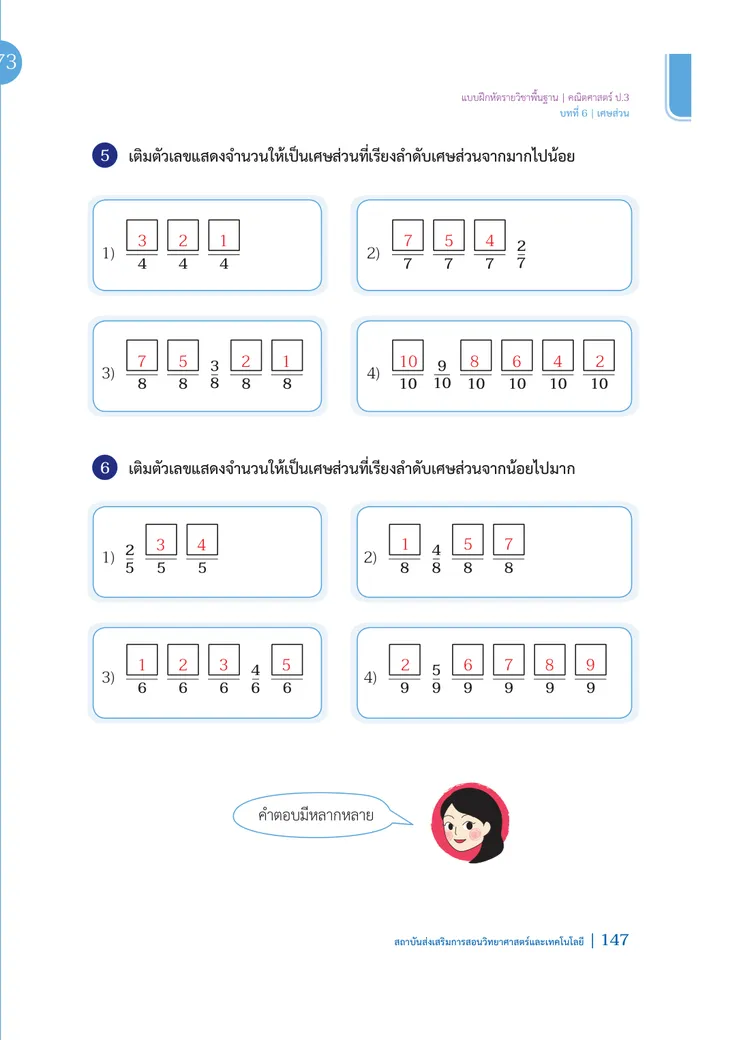 73
แบบฝึกหัดรายวิชาพื้นฐาน | คณิตศาสตร์ ป.3
บทที่ 6 | เศษส่วน
5 เติมตัวเลขแสดงจำนวนให้เป็นเศษส่วนที่เรียงลำดับเศษส่วนจากมากไปน้อย
1) 3/4 2/4 1/4
2) 7/7 5/7 4/7 2/7
3) 7/8 5/8 3/8 2/8 1/8
4) 10/10 9/10 8/10 6/10 4/10 2/10
6 เติมตัวเลขแสดงจำนวนให้เป็นเศษส่วนที่เรียงลำดับเศษส่วนจากน้อยไปมาก
1) 2/5 3/5 4/5
2) 1/8 4/8 5/8 7/8
3) 1/6 2/6 3/6 4/6 5/6
4) 2/9 5/9 6/9 7/9 8/9 9/9
คำตอบมีหลากหลาย
สถาบันส่งเสริมการสอนวิทยาศาสตร์และเทคโนโลยี | 147